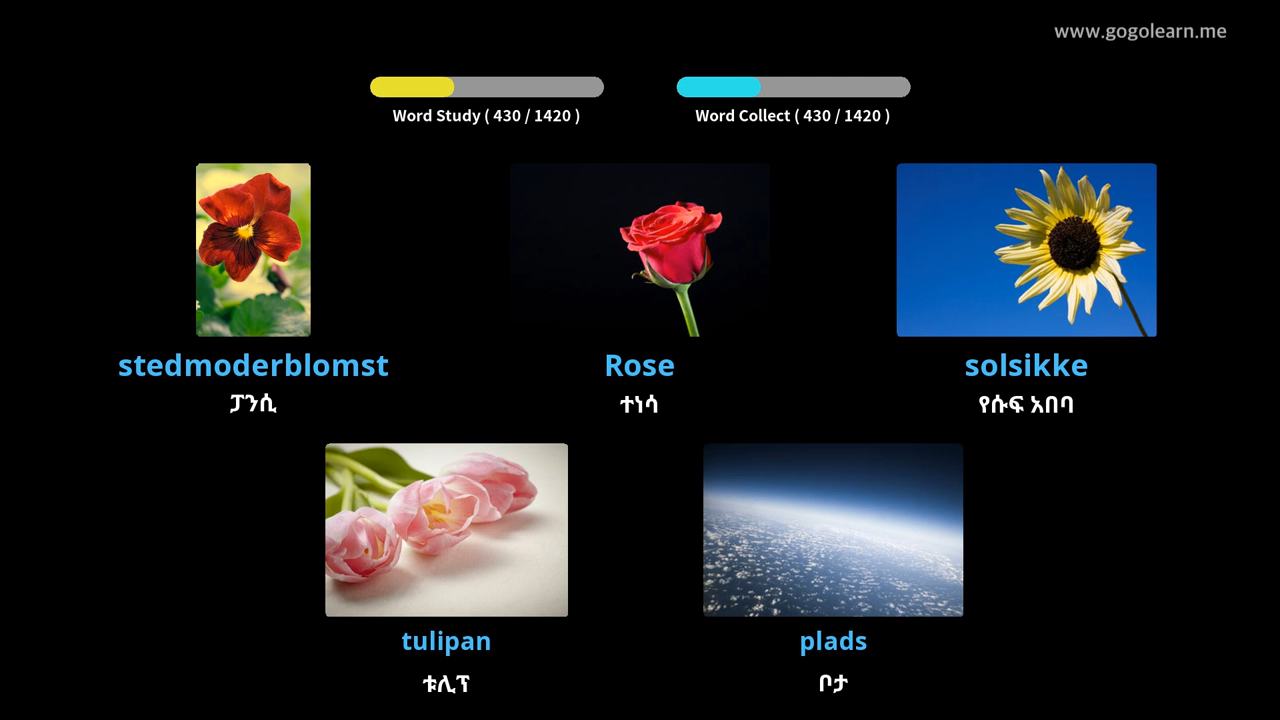 www.gogolearn.me
Word Study ( 430 / 1420 )
Word Collect ( 430 / 1420 )
stedmoderblomst
ፓንሲ
Rose
ተነሳ
solsikke
የሱፍ አበባ
tulipan
ቱሊፕ
plads
ቦታ